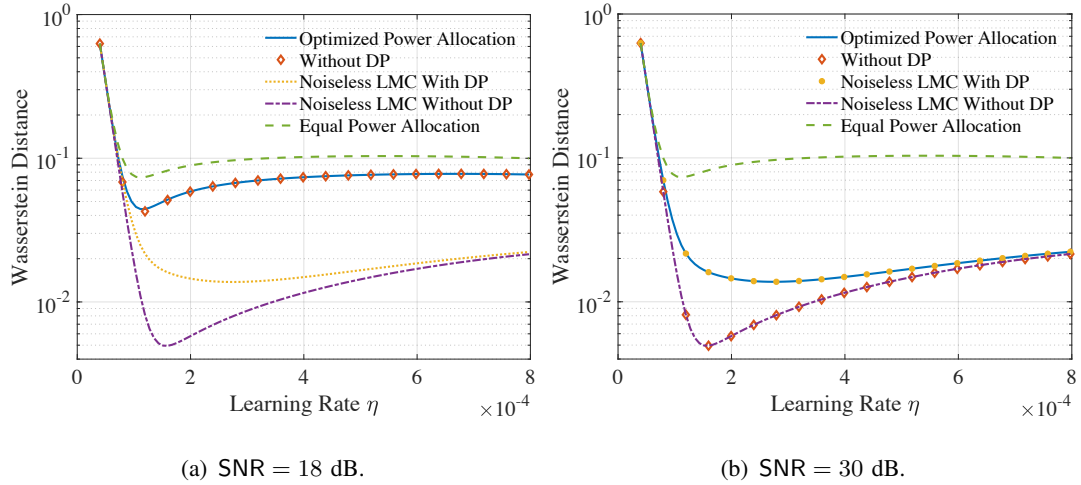 10^0
Optimized Power Allocation
Without DP
Noiseless LMC With DP
Noiseless LMC Without DP
Equal Power Allocation
10^-1
10^-2
Wasserstein Distance
0 2 4 6 8
Learning Rate η
×10^-4
(a) SNR = 18 dB.
10^0
Optimized Power Allocation
Without DP
Noiseless LMC With DP
Noiseless LMC Without DP
Equal Power Allocation
10^-1
10^-2
Wasserstein Distance
0 2 4 6 8
Learning Rate η
×10^-4
(b) SNR = 30 dB.